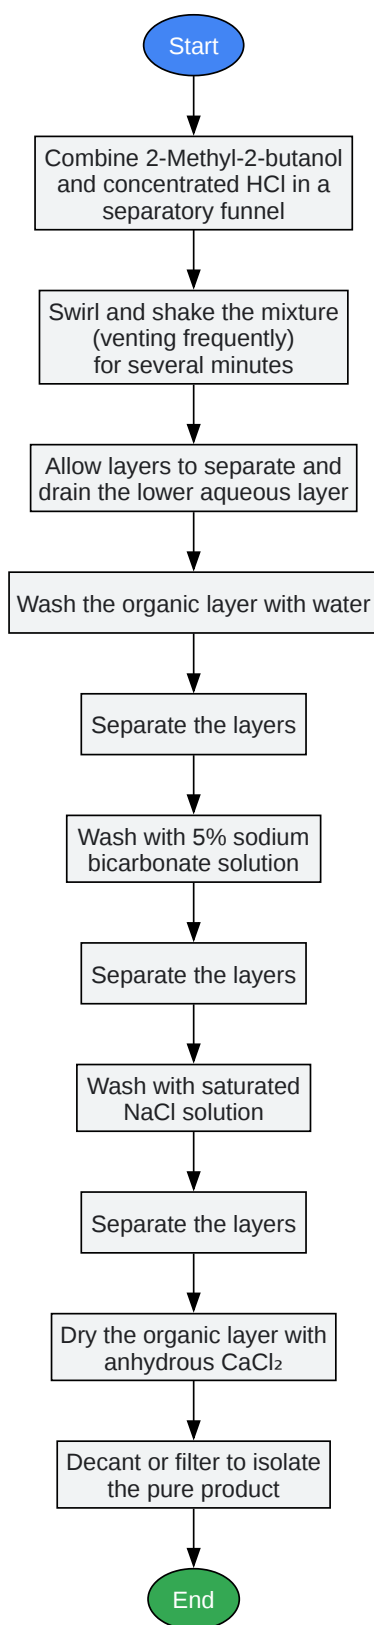 Start
Combine 2-Methyl-2-butanol
and concentrated HCl in a
separatory funnel
Swirl and shake the mixture
(venting frequently)
for several minutes
Allow layers to separate and
drain the lower aqueous layer
Wash the organic layer with water
Separate the layers
Wash with 5% sodium
bicarbonate solution
Separate the layers
Wash with saturated
NaCl solution
Separate the layers
Dry the organic layer with
anhydrous CaCl₂
Decant or filter to isolate
the pure product
End